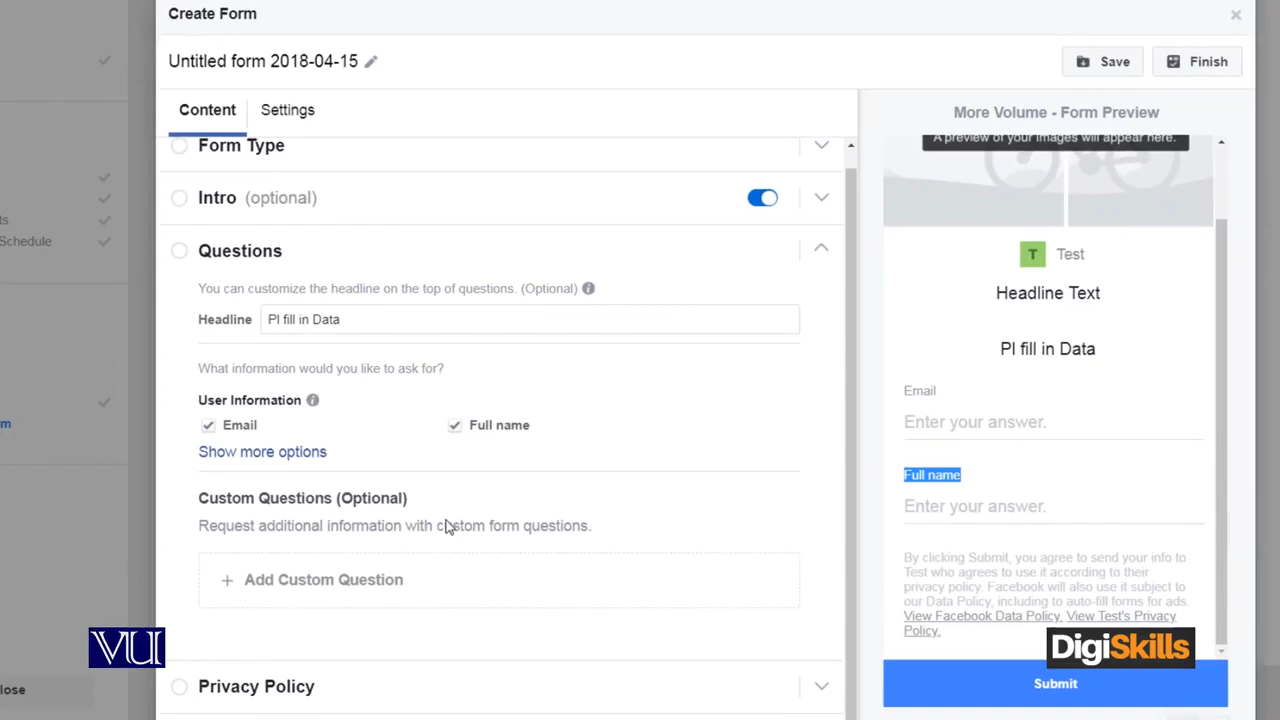 Create Form
×
Untitled form 2018-04-15
Save
Finish
Content
Settings
Form Type
Intro (optional)
Questions
You can customize the headline on the top of questions. (Optional)
Headline
Pl fill in Data
What information would you like to ask for?
User Information
Email
Full name
Show more options
Custom Questions (Optional)
Request additional information with custom form questions.
+ Add Custom Question
Privacy Policy
More Volume - Form Preview
A preview of your images will appear here.
T Test
Headline Text
Pl fill in Data
Email
Enter your answer.
Full name
Enter your answer.
By clicking Submit, you agree to send your info to
Test who agrees to use it according to their
privacy policy. Facebook will also use it subject to
our Data Policy, including to auto-fill forms for ads.
View Facebook Data Policy. View Test's Privacy
Policy.
Submit
Schedule
VU
DigiSkills